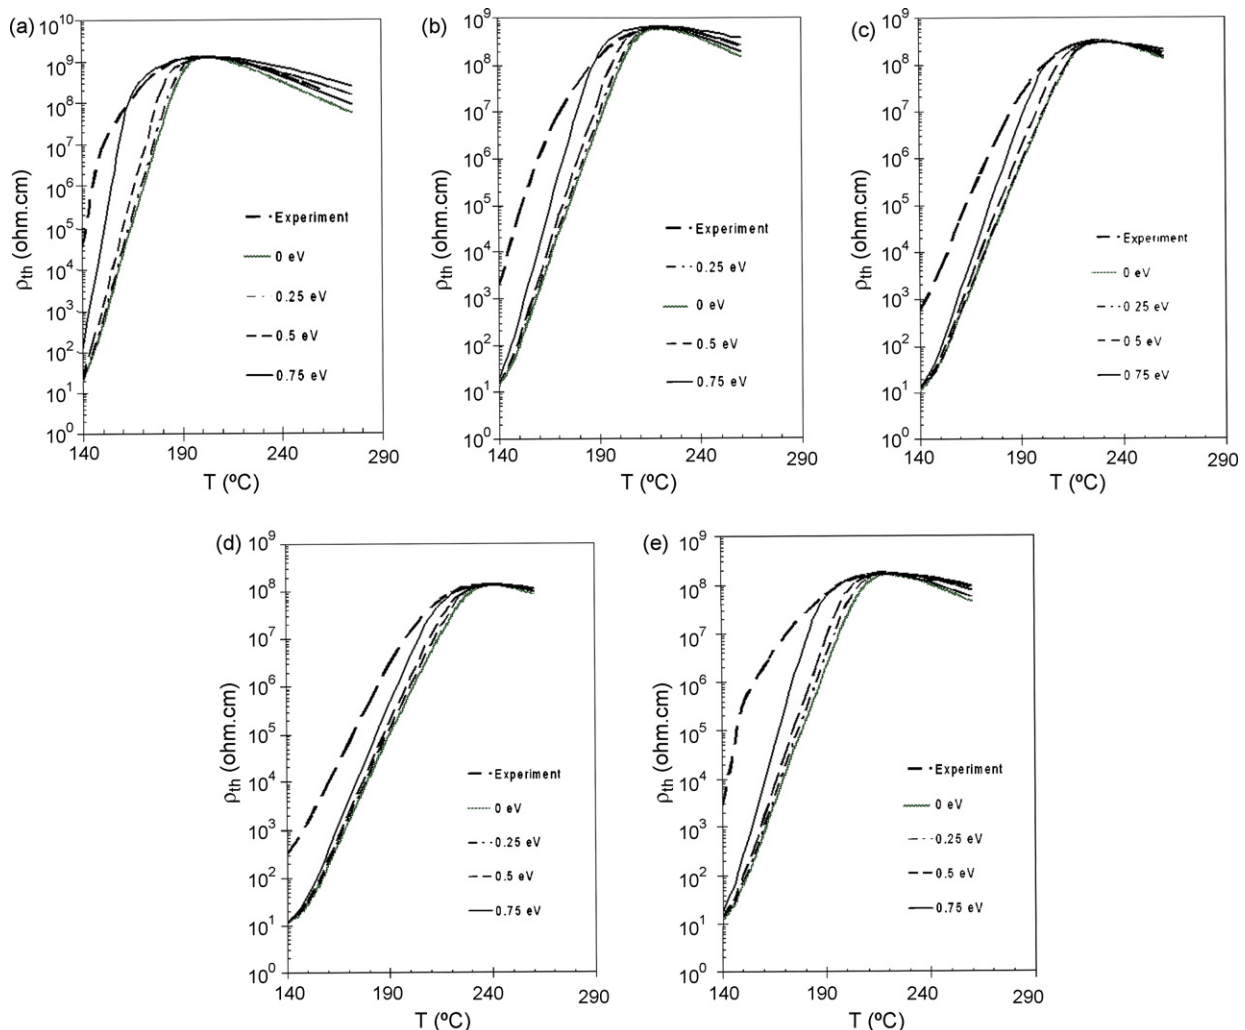 (a)
10^10
10^9
10^8
10^7
10^6
10^5
10^4
10^3
10^2
10^1
10^0
ρth (ohm.cm)
Experiment
0 eV
0.25 eV
0.5 eV
0.75 eV
140 190 240 290
T (ºC)
(b)
10^9
10^8
10^7
10^6
10^5
10^4
10^3
10^2
10^1
10^0
ρth (ohm.cm)
Experiment
0.25 eV
0 eV
0.5 eV
0.75 eV
140 190 240 290
T (ºC)
(c)
10^9
10^8
10^7
10^6
10^5
10^4
10^3
10^2
10^1
10^0
ρth (ohm.cm)
Experiment
0 eV
0 25 eV
0 5 eV
0 75 eV
140 190 240 290
T (ºC)
(d)
10^9
10^8
10^7
10^6
10^5
10^4
10^3
10^2
10^1
10^0
ρth (ohm.cm)
Experiment
0 eV
0.25 eV
0.5 eV
0.75 eV
140 190 240 290
T (ºC)
(e)
10^9
10^8
10^7
10^6
10^5
10^4
10^3
10^2
10^1
10^0
ρth (ohm.cm)
Experiment
0 eV
0.25 eV
0.5 eV
0.75 eV
140 190 240 290
T (ºC)